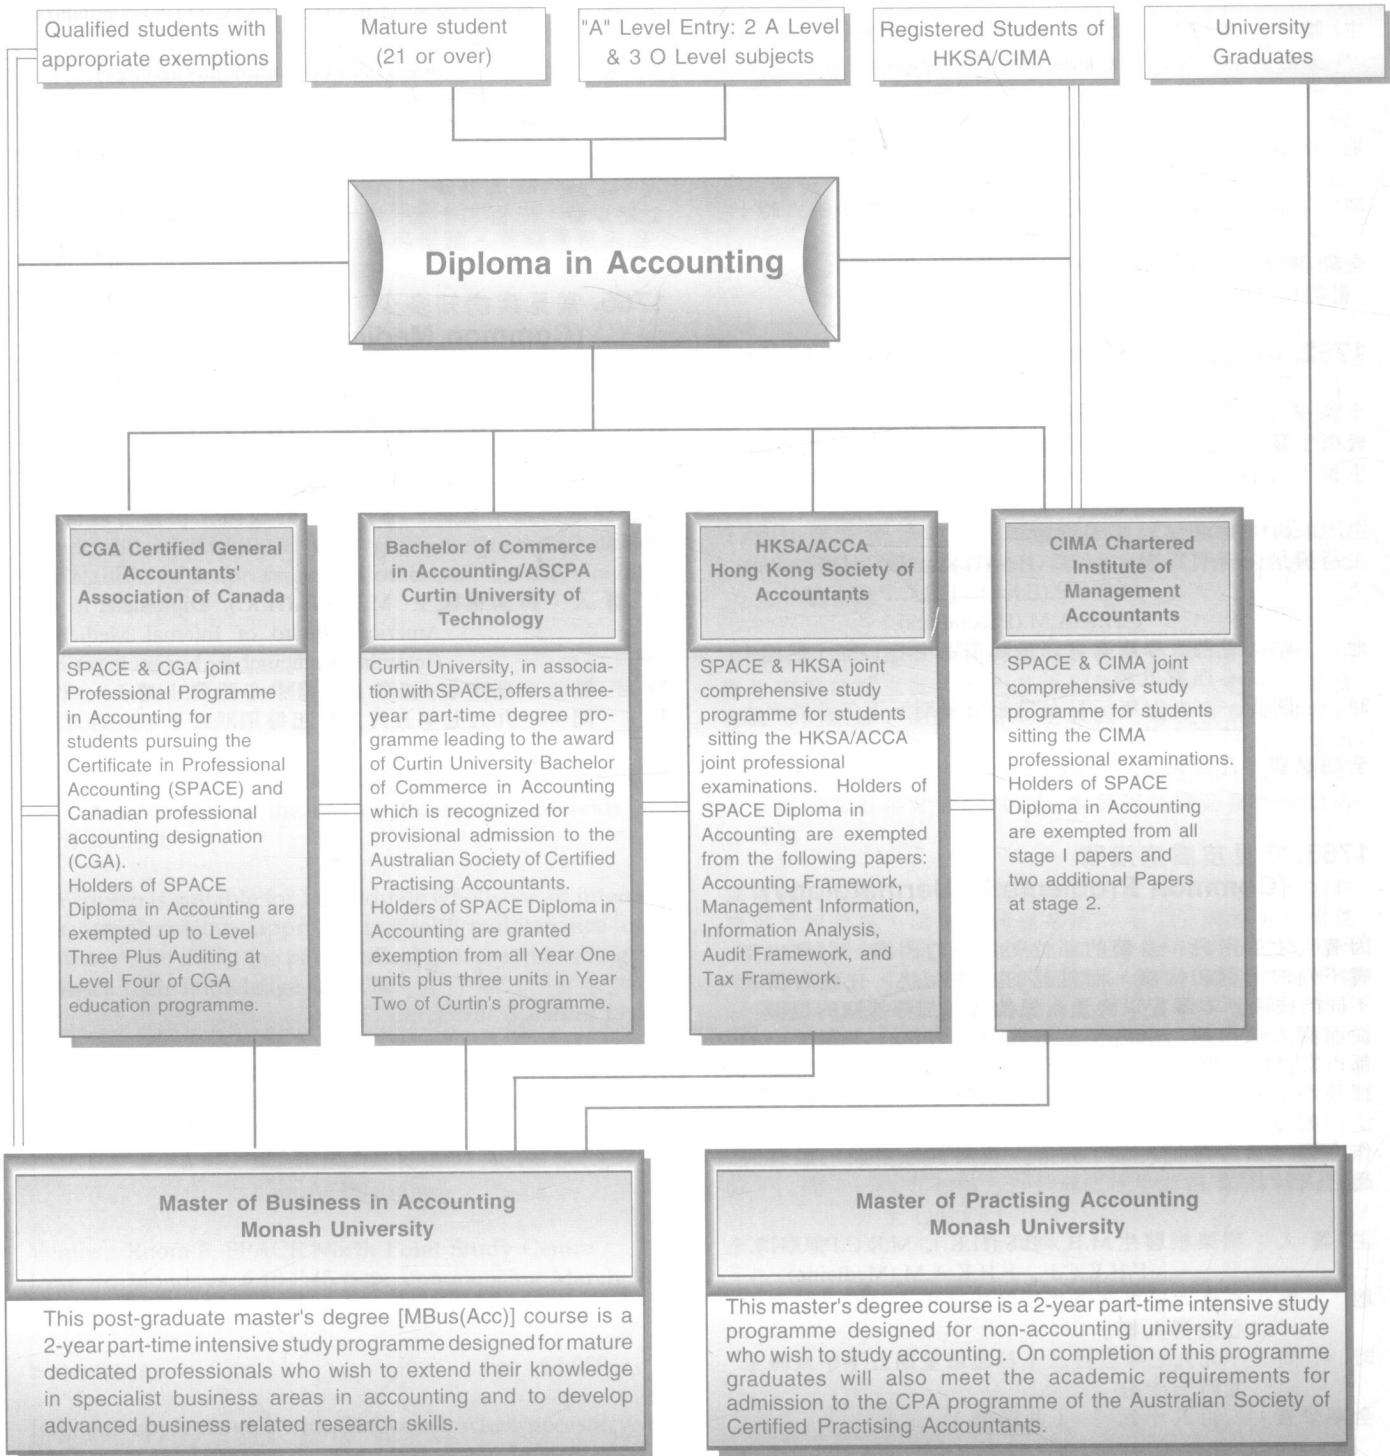 Qualified students with
appropriate exemptions
Mature student
(21 or over)
"A" Level Entry: 2 A Level
& 3 O Level subjects
Registered Students of
HKSA/CIMA
University
Graduates
Diploma in Accounting
CGA Certified General
Accountants'
Association of Canada
SPACE & CGA joint
Professional Programme
in Accounting for
students pursuing the
Certificate in Professional
Accounting (SPACE) and
Canadian professional
accounting designation
(CGA).
Holders of SPACE
Diploma in Accounting are
exempted up to Level
Three Plus Auditing at
Level Four of CGA
education programme.
Bachelor of Commerce
in Accounting/ASCPA
Curtin University of
Technology
Curtin University, in associa-
tion with SPACE, offers a three-
year part-time degree pro-
gramme leading to the award
of Curtin University Bachelor
of Commerce in Accounting
which is recognized for
provisional admission to the
Australian Society of Certified
Practising Accountants.
Holders of SPACE Diploma in
Accounting are granted
exemption from all Year One
units plus three units in Year
Two of Curtin's programme.
HKSA/ACCA
Hong Kong Society of
Accountants
SPACE & HKSA joint
comprehensive study
programme for students
sitting the HKSA/ACCA
joint professional
examinations. Holders of
SPACE Diploma in
Accounting are exempted
from the following papers:
Accounting Framework,
Management Information,
Information Analysis,
Audit Framework, and
Tax Framework.
CIMA Chartered
Institute of
Management
Accountants
SPACE & CIMA joint
comprehensive study
programme for students
sitting the CIMA
professional examinations.
Holders of SPACE
Diploma in Accounting
are exempted from all
stage I papers and
two additional Papers
at stage 2.
Master of Business in Accounting
Monash University
This post-graduate master's degree [MBus(Acc)] course is a
2-year part-time intensive study programme designed for mature
dedicated professionals who wish to extend their knowledge
in specialist business areas in accounting and to develop
advanced business related research skills.
Master of Practising Accounting
Monash University
This master's degree course is a 2-year part-time intensive study
programme designed for non-accounting university graduate
who wish to study accounting. On completion of this programme
graduates will also meet the academic requirements for
admission to the CPA programme of the Australian Society of
Certified Practising Accountants.